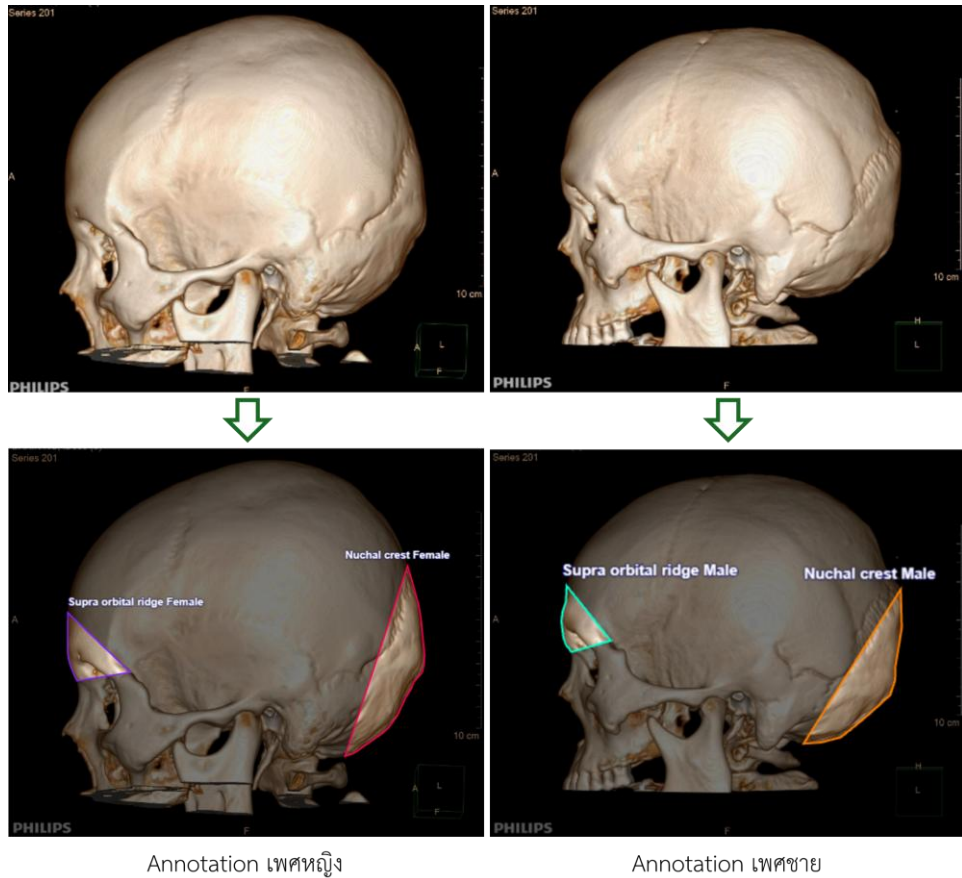 Series 201
Series 201
A
A
10 cm
10 cm
H
A
L
L
F
PHILIPS
F
PHILIPS
F
Series 201
Series 201
Nuchal crest Female
Supra orbital ridge Male
Nuchal crest Male
Supra orbital ridge Female
A
A
10 cm
10 cm
H
A
L
L
F
PHILIPS
F
PHILIPS
F
Annotation เพศหญิง
Annotation เพศชาย